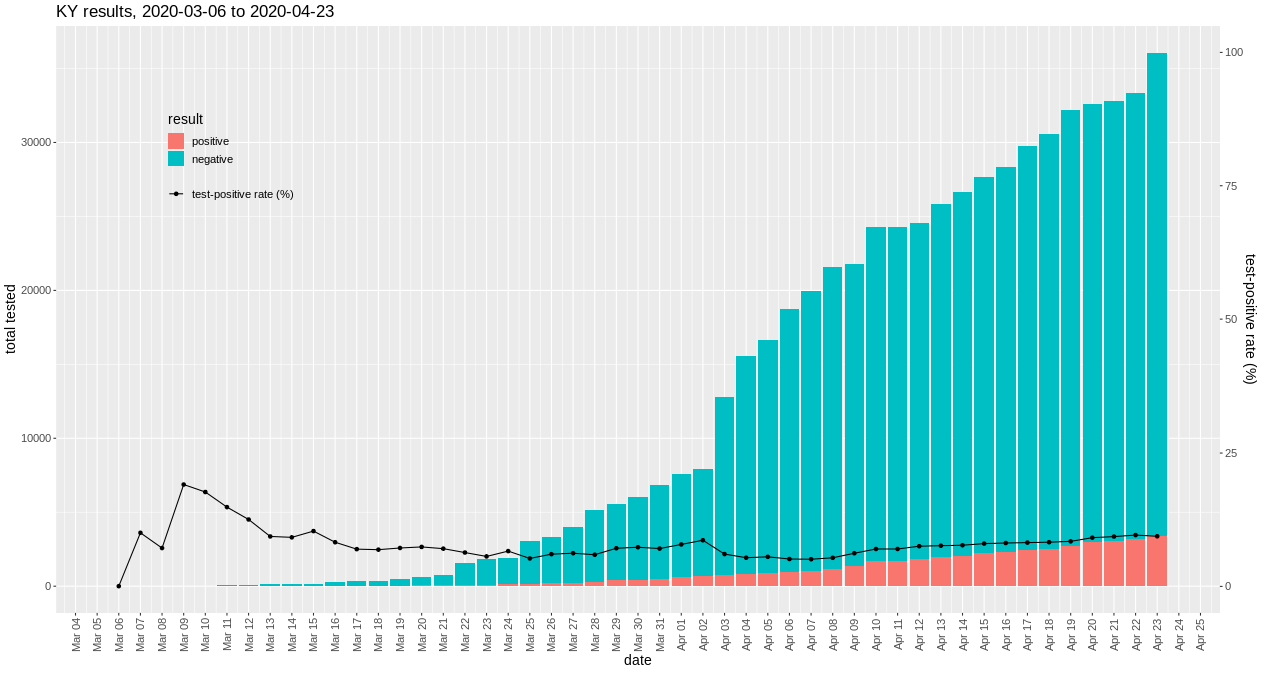 KY results, 2020-03-06 to 2020-04-23
result
positive
negative
test-positive rate (%)
total tested
30000
20000
10000
0
100
75
50
25
0
test-positive rate (%)
Mar 04
Mar 05
Mar 06
Mar 07
Mar 08
Mar 09
Mar 10
Mar 11
Mar 12
Mar 13
Mar 14
Mar 15
Mar 16
Mar 17
Mar 18
Mar 19
Mar 20
Mar 21
Mar 22
Mar 23
Mar 24
Mar 25
Mar 26
Mar 27
Mar 28
Mar 29
Mar 30
Mar 31
Apr 01
Apr 02
Apr 03
Apr 04
Apr 05
Apr 06
Apr 07
Apr 08
Apr 09
Apr 10
Apr 11
Apr 12
Apr 13
Apr 14
Apr 15
Apr 16
Apr 17
Apr 18
Apr 19
Apr 20
Apr 21
Apr 22
Apr 23
Apr 24
Apr 25
date